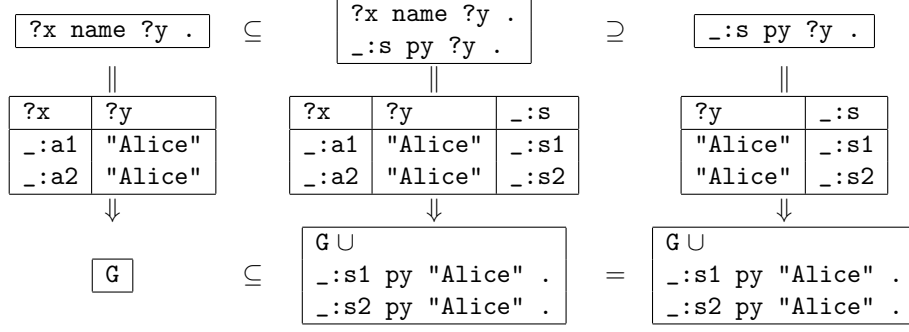 ?x name ?y . ⊆ ?x name ?y . ⊇ _:s py ?y .
_:s py ?y .
|| || ||
?x ?y ?x ?y _:s ?y _:s
_:a1 "Alice" _:a1 "Alice" _:s1 "Alice" _:s1
_:a2 "Alice" _:a2 "Alice" _:s2 "Alice" _:s2
⇓ ⇓ ⇓
G ∪ G ∪
G ⊆ _:s1 py "Alice" . = _:s1 py "Alice" .
_:s2 py "Alice" . _:s2 py "Alice" .